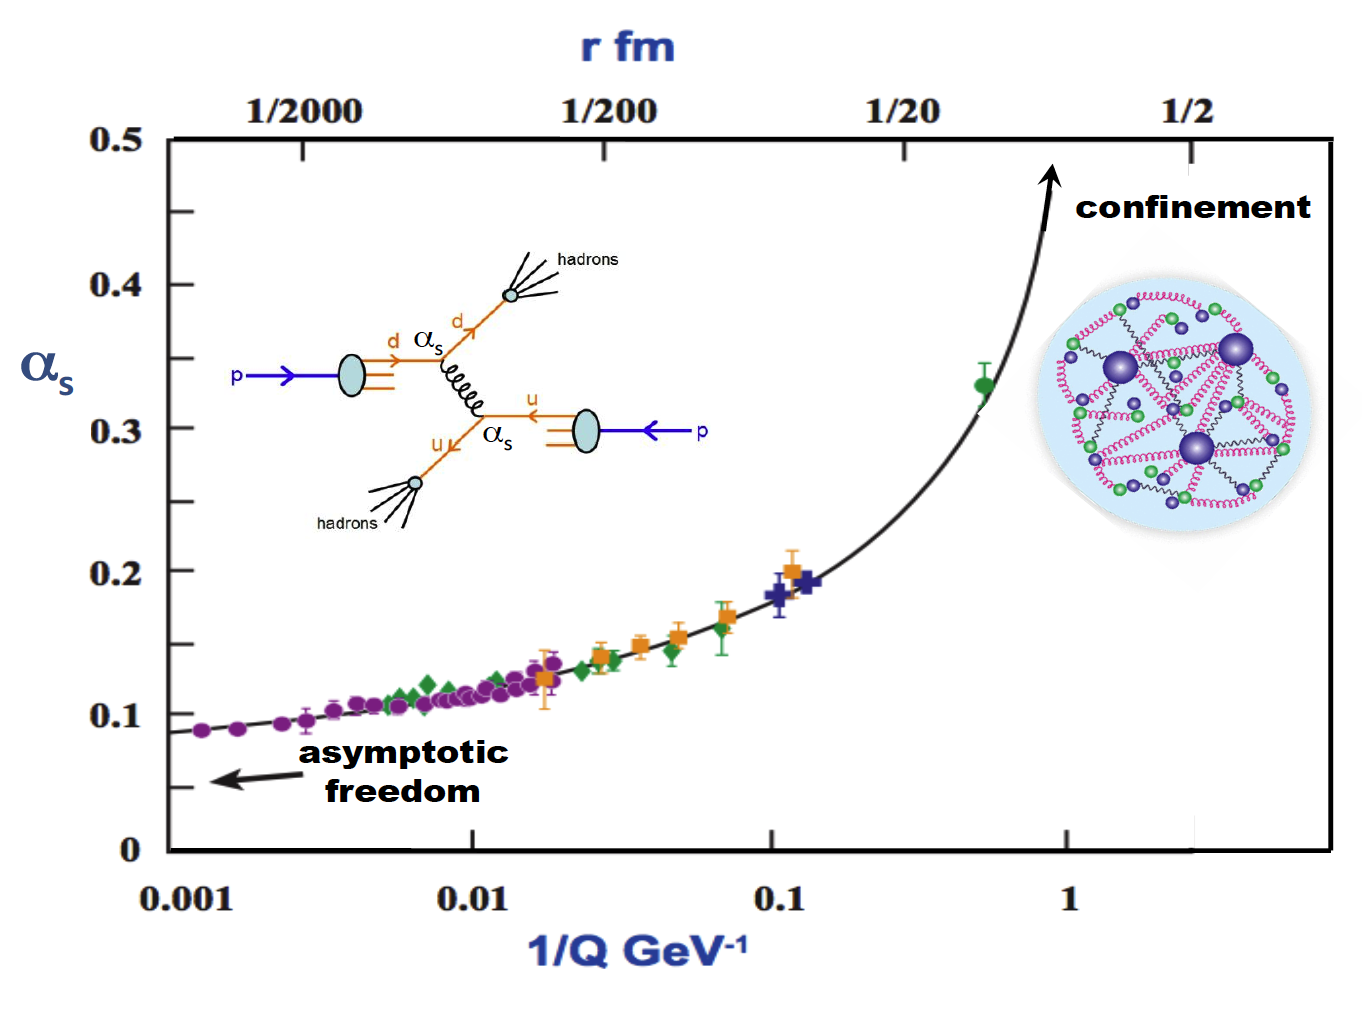 r fm
1/2000 1/200 1/20 1/2
0.5
confinement
hadrons
0.4
d
d αs
αs
p
u
0.3
u αs
p
hadrons
0.2
0.1
asymptotic
freedom
0
0.001 0.01 0.1 1
1/Q GeV⁻¹